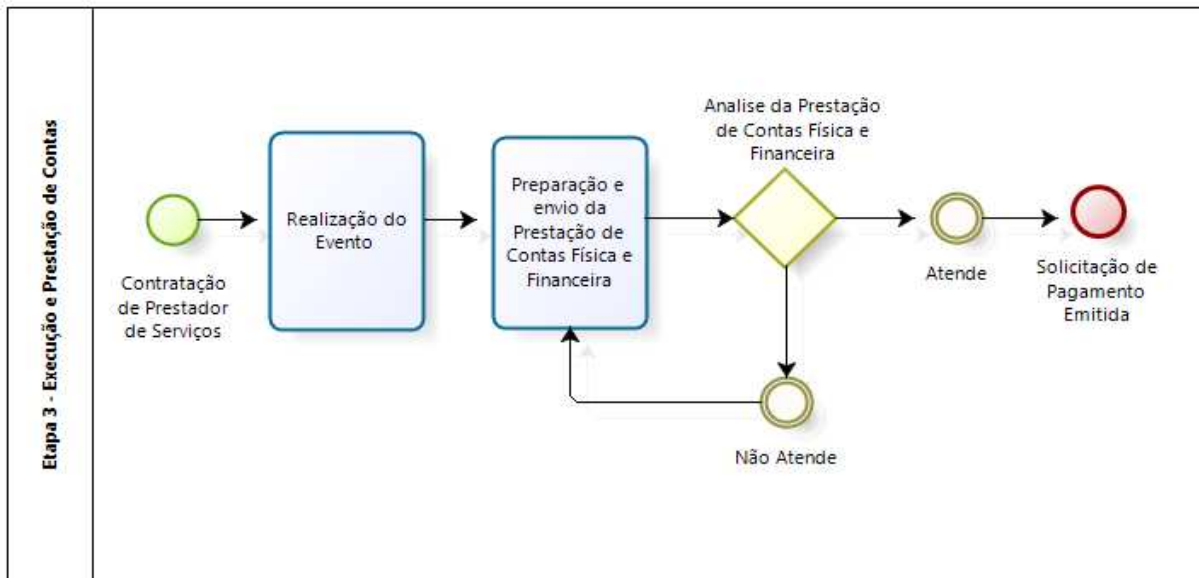 Etapa 3 - Execução e Prestação de Contas
Contratação
de Prestador
de Serviços
Realização do
Evento
Preparação e
envio da
Prestação de
Contas Física e
Financeira
Analise da Prestação
de Contas Física e
Financeira
Atende
Não Atende
Solicitação de
Pagamento
Emitida